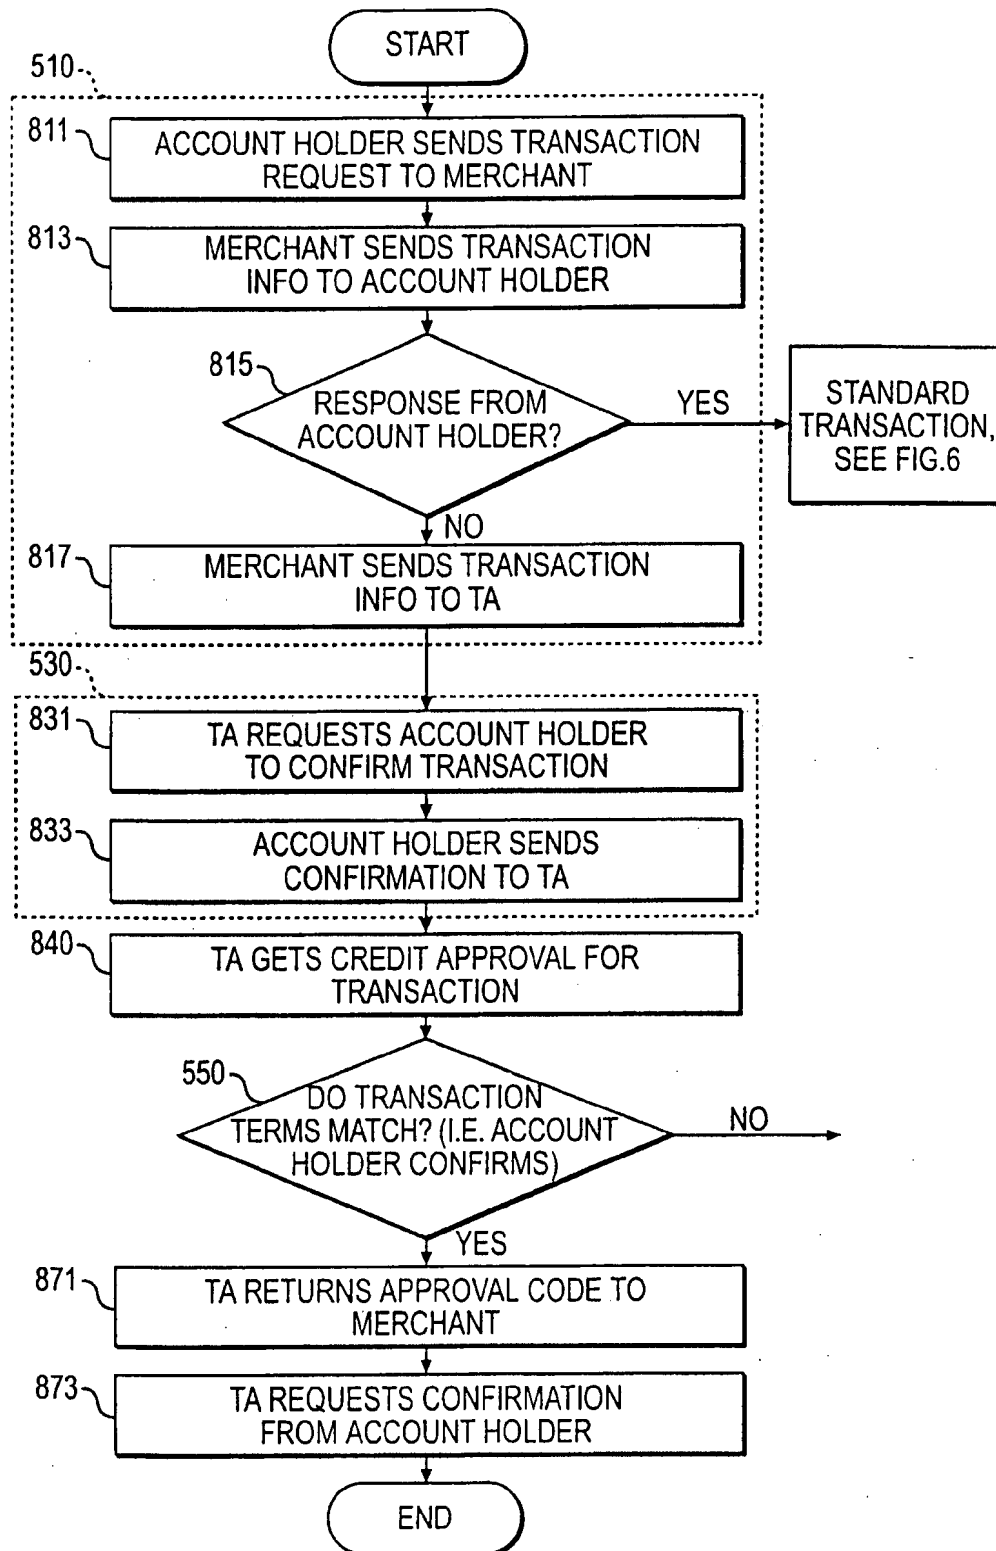 START
510
811
ACCOUNT HOLDER SENDS TRANSACTION
REQUEST TO MERCHANT
813
MERCHANT SENDS TRANSACTION
INFO TO ACCOUNT HOLDER
815
RESPONSE FROM
ACCOUNT HOLDER?
YES
STANDARD
TRANSACTION,
SEE FIG.6
NO
817
MERCHANT SENDS TRANSACTION
INFO TO TA
530
831
TA REQUESTS ACCOUNT HOLDER
TO CONFIRM TRANSACTION
833
ACCOUNT HOLDER SENDS
CONFIRMATION TO TA
840
TA GETS CREDIT APPROVAL FOR
TRANSACTION
550
DO TRANSACTION
TERMS MATCH? (I.E. ACCOUNT
HOLDER CONFIRMS)
NO
YES
871
TA RETURNS APPROVAL CODE TO
MERCHANT
873
TA REQUESTS CONFIRMATION
FROM ACCOUNT HOLDER
END